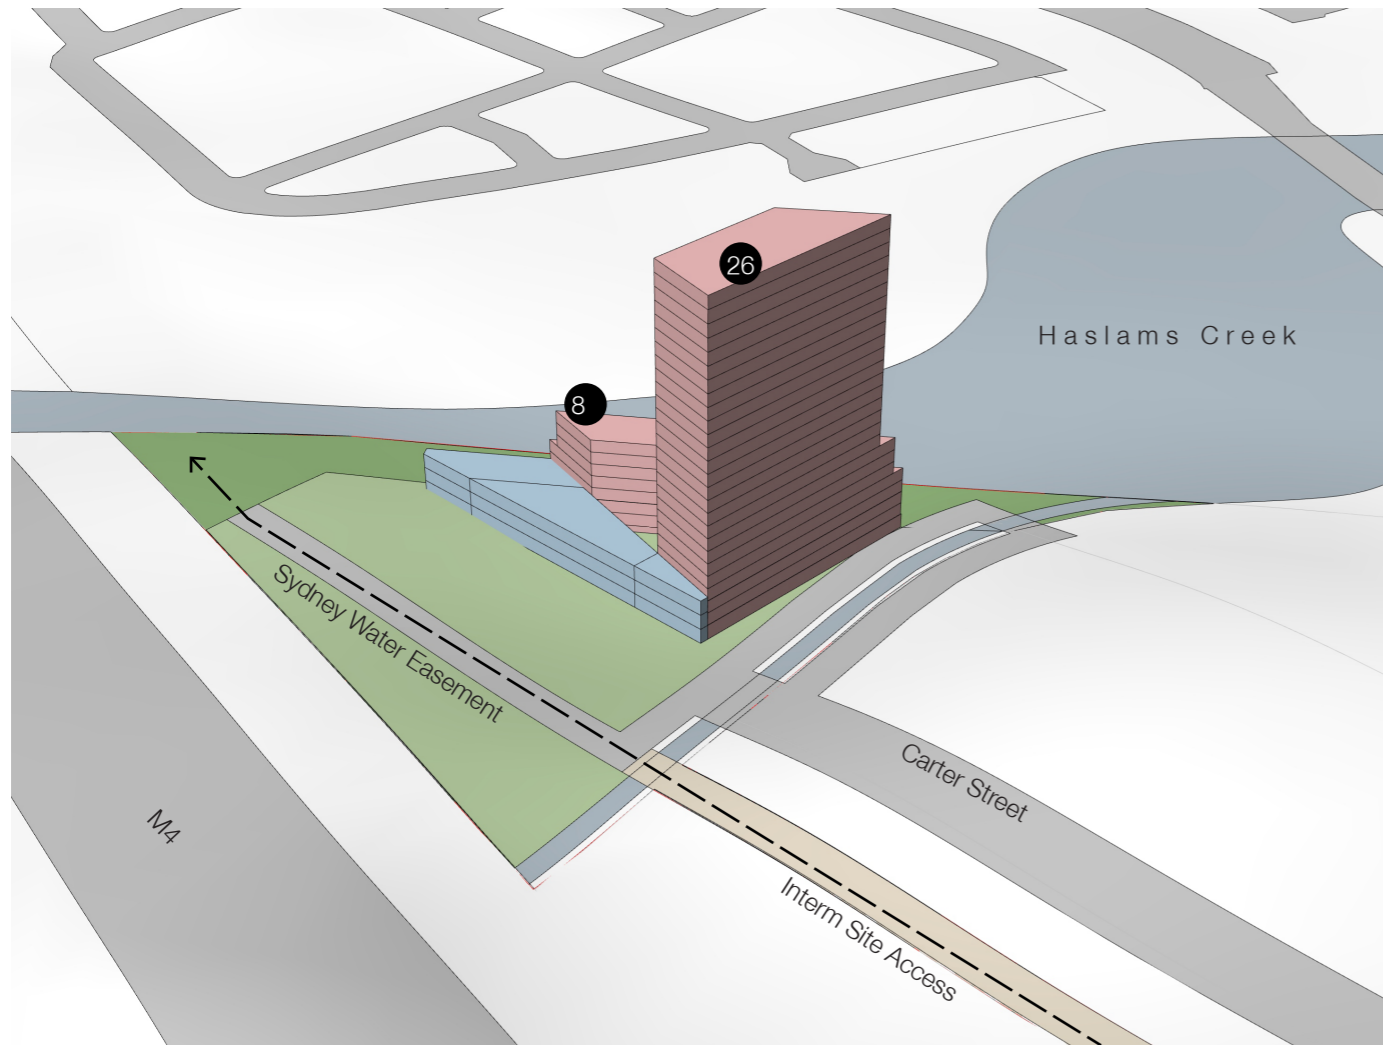 26
Haslams Creek
8
Sydney Water Easement
Carter Street
M4
Interm Site Access